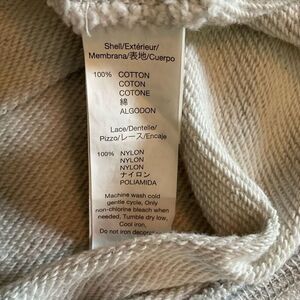 Shell/Extérieur/
Membrana/表地/Cuerpo
100% COTTON
COTON
COTONE
綿
ALGODON
Lace/Dentelle/
Pizzo/レース/Encaje
100% NYLON
NYLON
NYLON
ナイロン
POLIAMIDA
Machine wash cold
gentle cycle, Only
non-chlorine bleach when
needed, Tumble dry low,
Cool iron,
Do not iron decoration